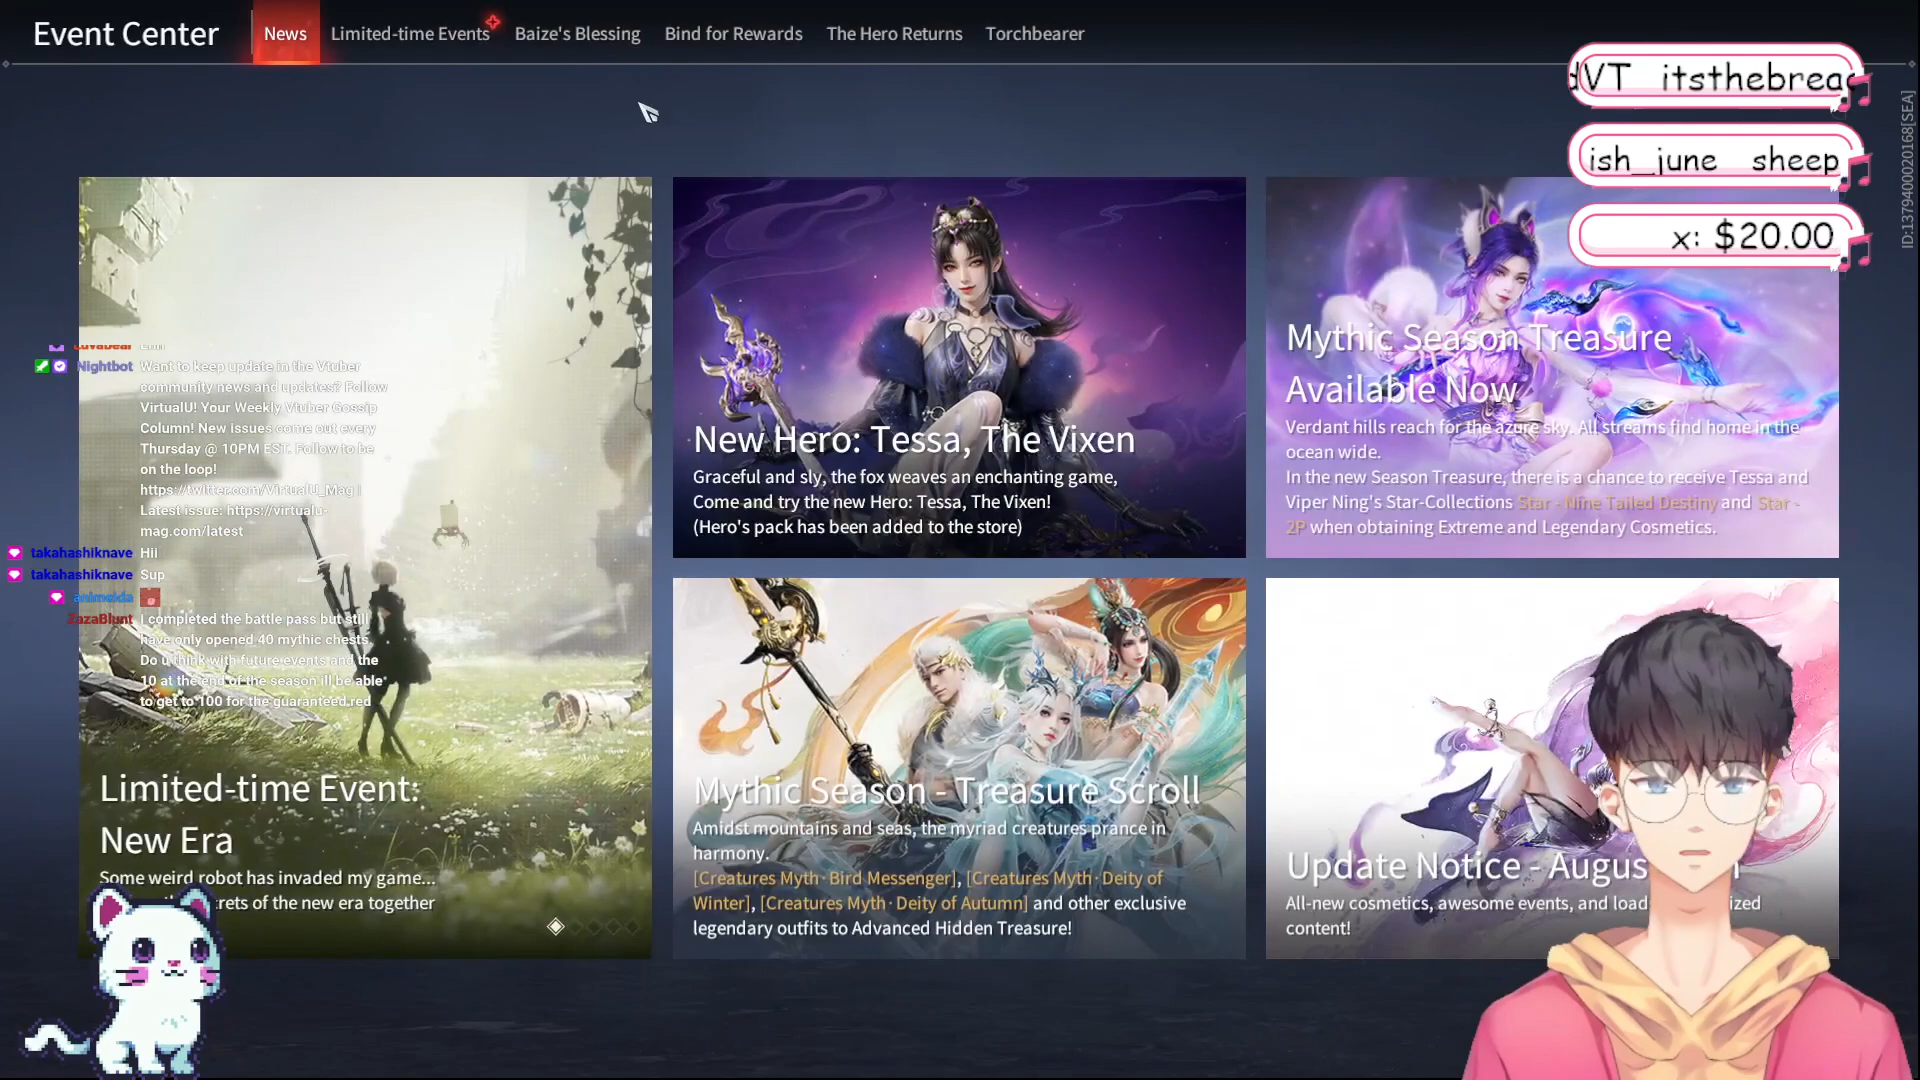 Event Center
News
Limited-time Events
Baize's Blessing
Bind for Rewards
The Hero Returns
Torchbearer
dVT itsthebread
ish_june sheep
x: $20.00
ID:1379400020168[SEA]
Nightbot Want to keep update in the Vtuber
community news and updates? Follow
VirtualU! Your Weekly Vtuber Gossip
Column! New issues come out every
Thursday @ 10PM EST. Follow to be
on the loop!
https://twitter.com/VirtualU_Mag |
Latest issue: https://virtualu-
mag.com/latest
takahashiknave Hii
takahashiknave Sup
animeida
ZazaBlunt I completed the battle pass but still
have only opened 40 mythic chests.
Do u think with future events and the
10 at the end of the season ill be able
to get to 100 for the guaranteed red
Limited-time Event:
New Era
Some weird robot has invaded my game...
crets of the new era together
New Hero: Tessa, The Vixen
Graceful and sly, the fox weaves an enchanting game,
Come and try the new Hero: Tessa, The Vixen!
(Hero's pack has been added to the store)
Mythic Season Treasure
Available Now
Verdant hills reach for the azure sky. All streams find home in the
ocean wide.
In the new Season Treasure, there is a chance to receive Tessa and
Viper Ning's Star-Collections Star - Nine Tailed Destiny and Star -
2P when obtaining Extreme and Legendary Cosmetics.
Mythic Season - Treasure Scroll
Amidst mountains and seas, the myriad creatures prance in
harmony.
[Creatures Myth·Bird Messenger], [Creatures Myth·Deity of
Winter], [Creatures Myth·Deity of Autumn] and other exclusive
legendary outfits to Advanced Hidden Treasure!
Update Notice - Augus
All-new cosmetics, awesome events, and load ized
content!